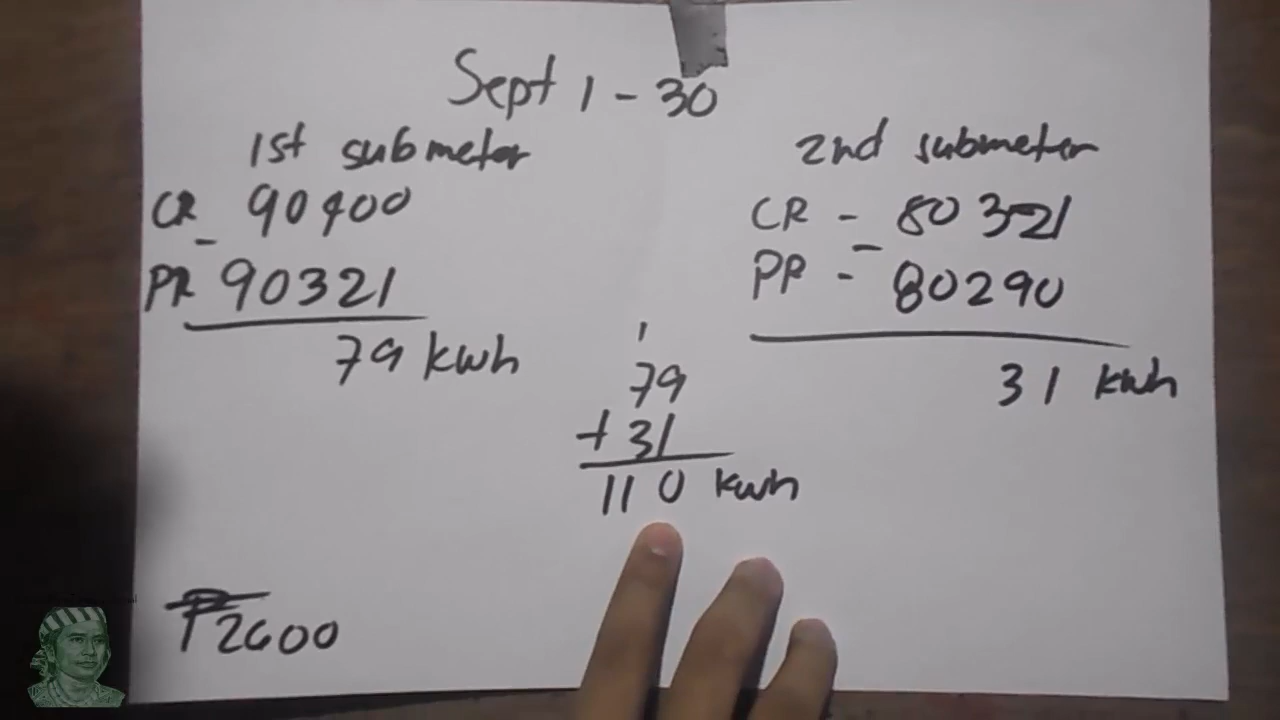 Sept 1 - 30
1st submeter
CR 90400
- PR 90321
79 kwh
2nd submeter
CR - 80321
- PR - 80290
31 kwh
1
79
+ 31
110 kwh
₱2600